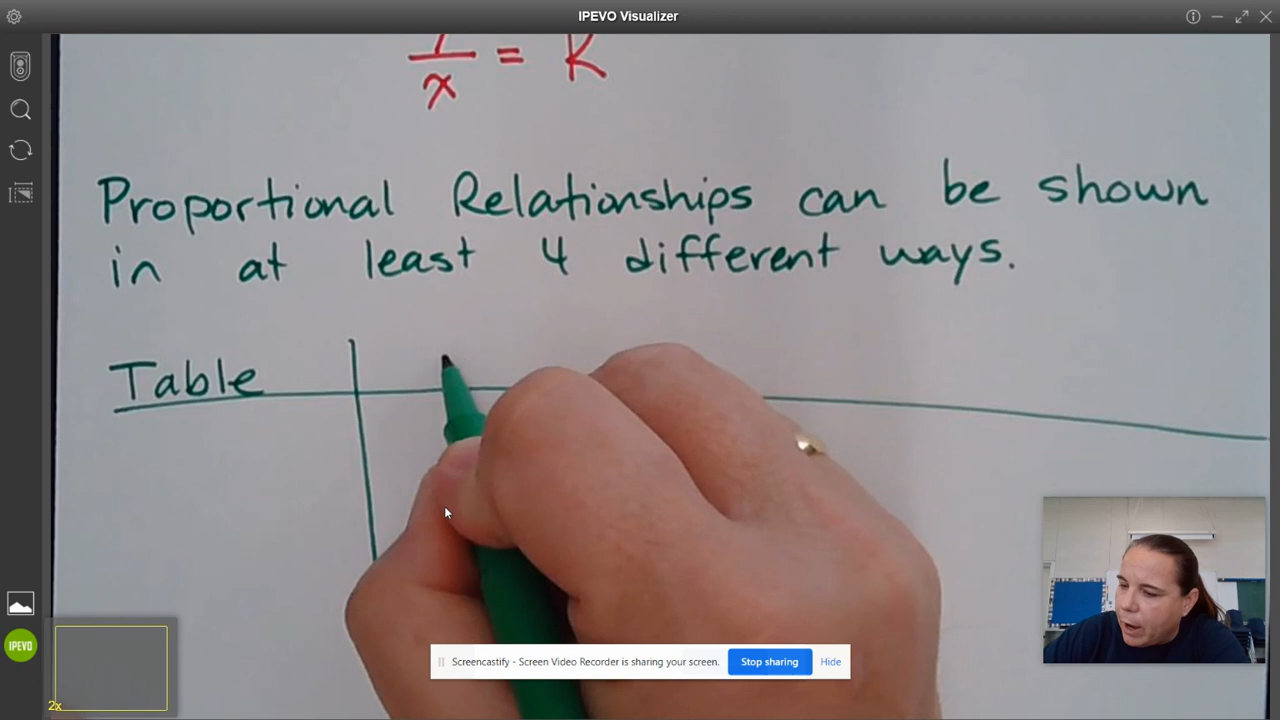 IPEVO Visualizer
x = K
Proportional Relationships can be shown
in at least 4 different ways.
Table
Screencastify - Screen Video Recorder is sharing your screen.
Stop sharing
Hide
IPEVO
2x